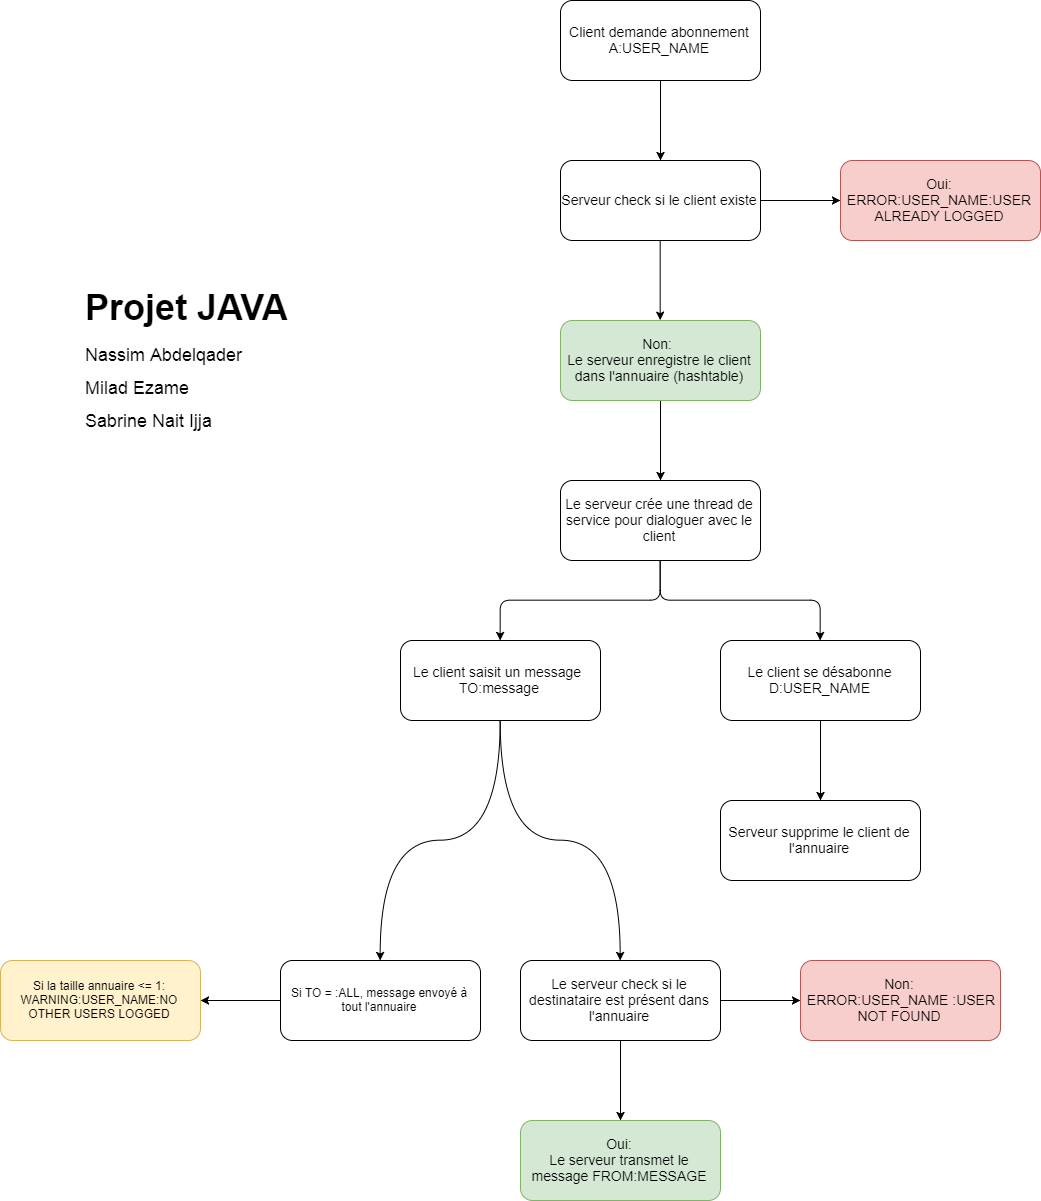 Client demande abonnement
A:USER_NAME
Serveur check si le client existe
Oui:
ERROR:USER_NAME:USER
ALREADY LOGGED
Projet JAVA
Nassim Abdelqader
Milad Ezame
Sabrine Nait Ijja
Non:
Le serveur enregistre le client
dans l'annuaire (hashtable)
Le serveur crée une thread de
service pour dialoguer avec le
client
Le client saisit un message
TO:message
Le client se désabonne
D:USER_NAME
Serveur supprime le client de
l'annuaire
Si la taille annuaire <= 1:
WARNING:USER_NAME:NO
OTHER USERS LOGGED
Si TO = :ALL, message envoyé à
tout l'annuaire
Le serveur check si le
destinataire est présent dans
l'annuaire
Non:
ERROR:USER_NAME :USER
NOT FOUND
Oui:
Le serveur transmet le
message FROM:MESSAGE